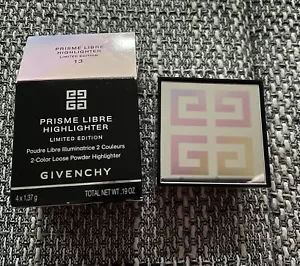 PRISME LIBRE
HIGHLIGHTER
LIMITED EDITION
13
PRISME LIBRE
HIGHLIGHTER
LIMITED EDITION
Poudre Libre Illuminatrice 2 Couleurs
2-Color Loose Powder Highlighter
GIVENCHY
4 x 1,37 g
TOTAL NET WT. .19 OZ.